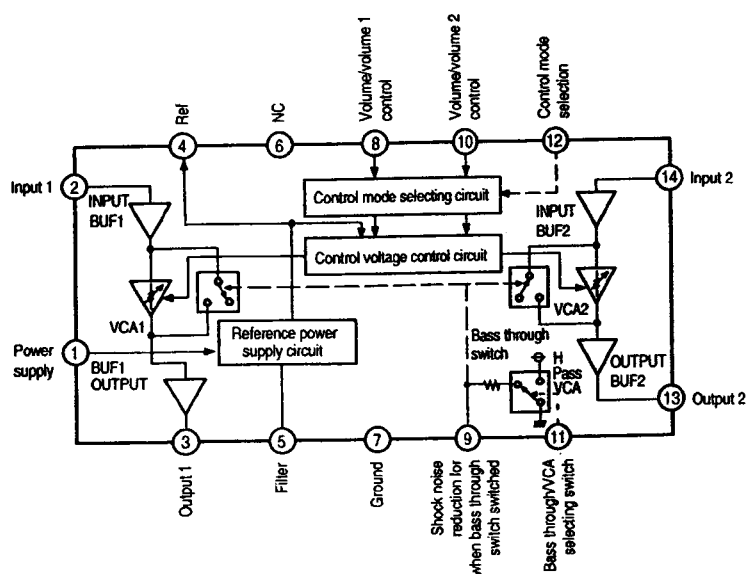 Ref
NC
Volume/volume 1
control
Volume/volume 2
control
Control mode
selection
4
6
8
10
12
Input 1
2
14
Input 2
INPUT
BUF1
Control mode selecting circuit
INPUT
BUF2
Control voltage control circuit
VCA1
VCA2
Power
supply
1
Reference power
supply circuit
Bass through
switch
BUF1
OUTPUT
H
Pass
VCA
OUTPUT
BUF2
13
Output 2
3
5
7
9
11
Output 1
Filter
Ground
Shock noise
reduction for
when bass through
switch switched
Bass through/VCA
selecting switch